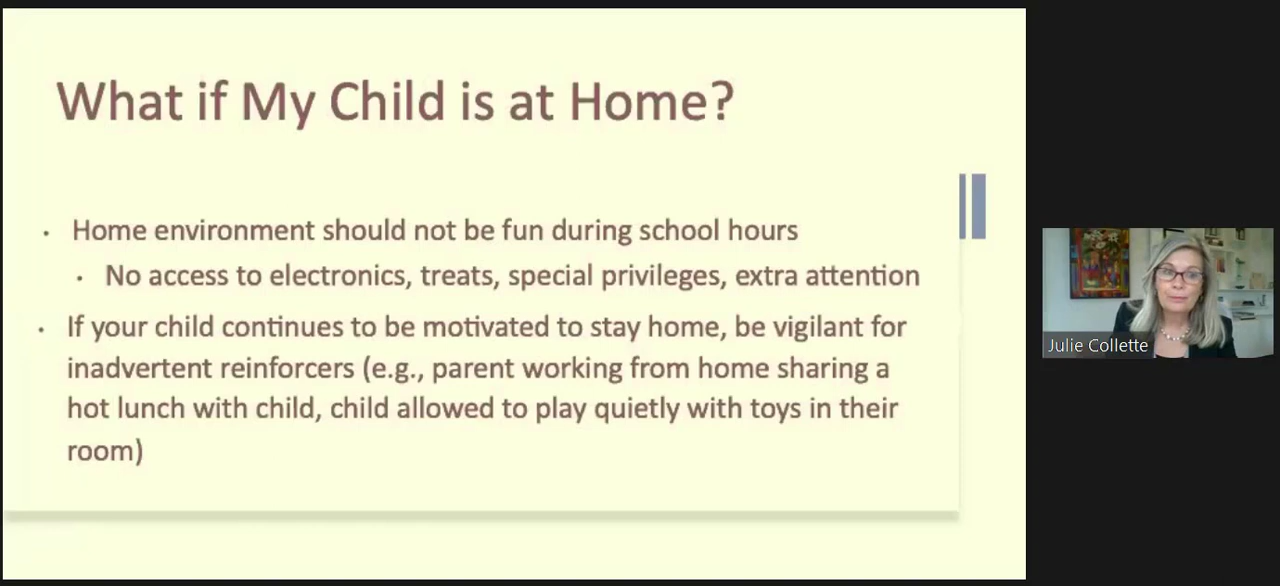 What if My Child is at Home?
• Home environment should not be fun during school hours
• No access to electronics, treats, special privileges, extra attention
• If your child continues to be motivated to stay home, be vigilant for
inadvertent reinforcers (e.g., parent working from home sharing a
hot lunch with child, child allowed to play quietly with toys in their
room)
Julie Collette